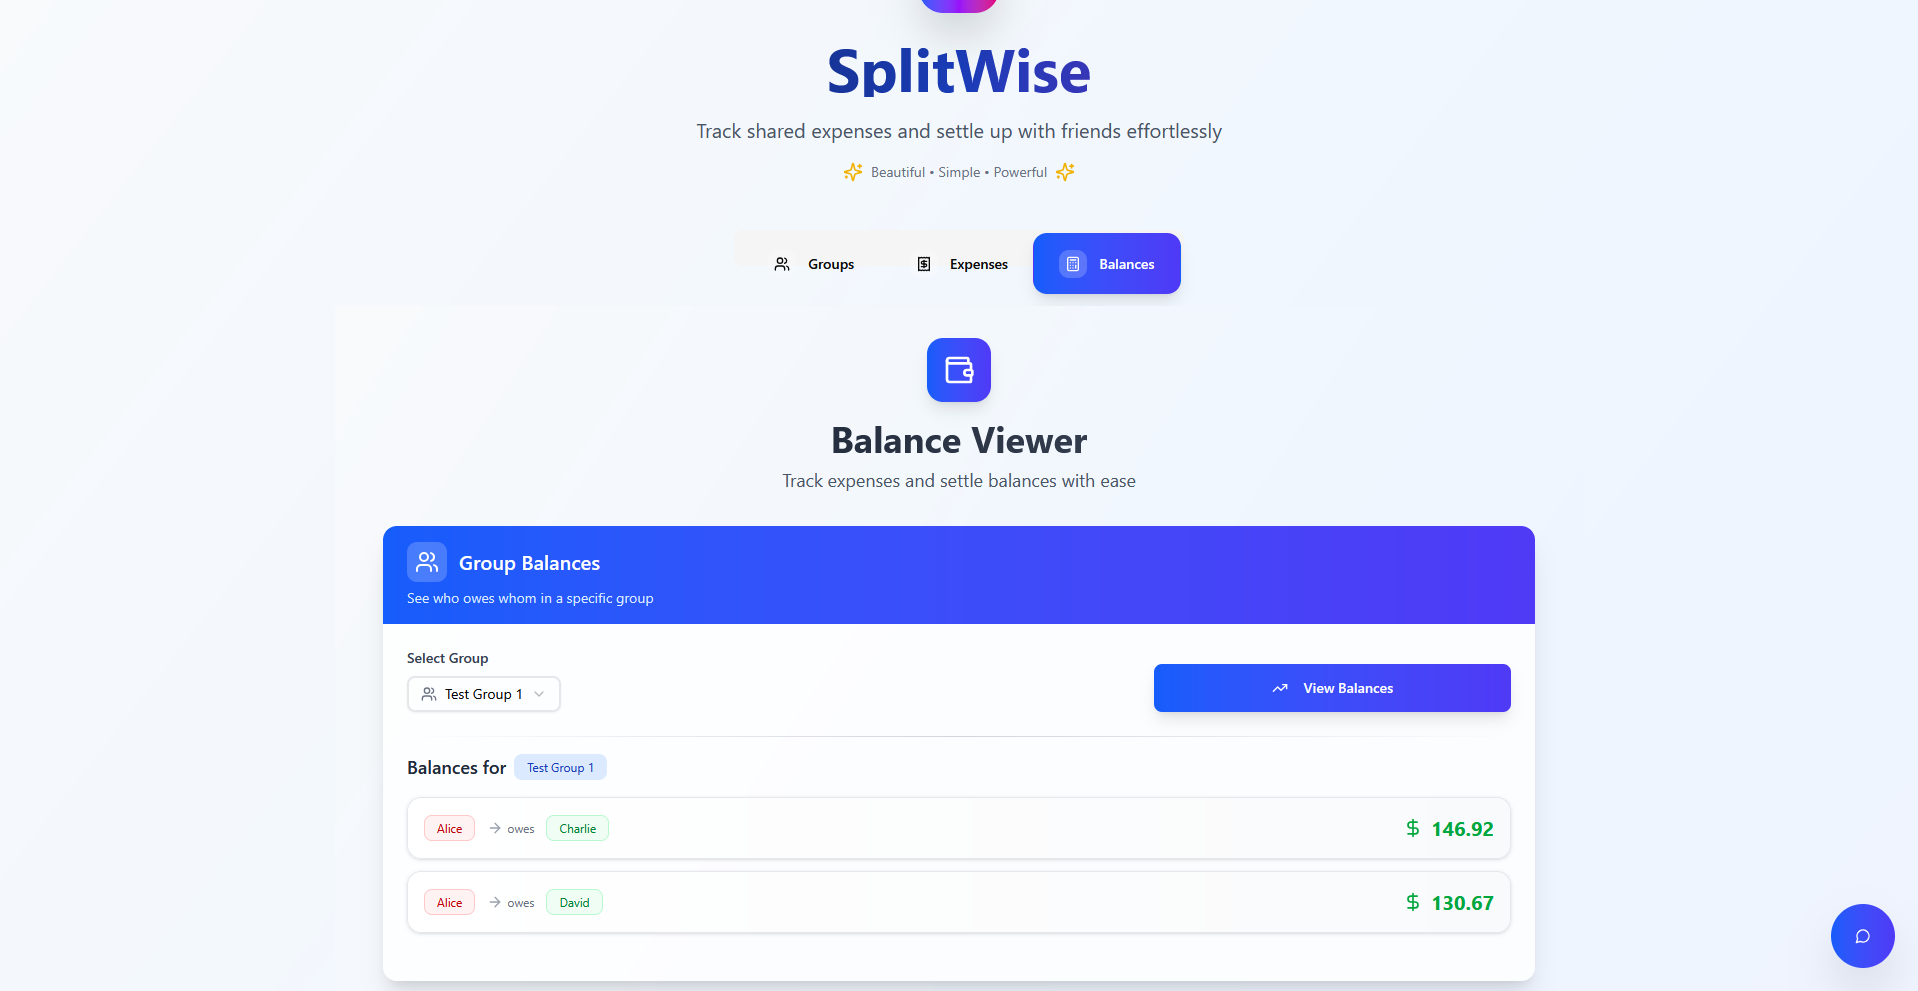 SplitWise
Track shared expenses and settle up with friends effortlessly
Beautiful • Simple • Powerful
Groups Expenses Balances
Balance Viewer
Track expenses and settle balances with ease
Group Balances
See who owes whom in a specific group
Select Group
Test Group 1
View Balances
Balances for Test Group 1
Alice → owes Charlie $ 146.92
Alice → owes David $ 130.67